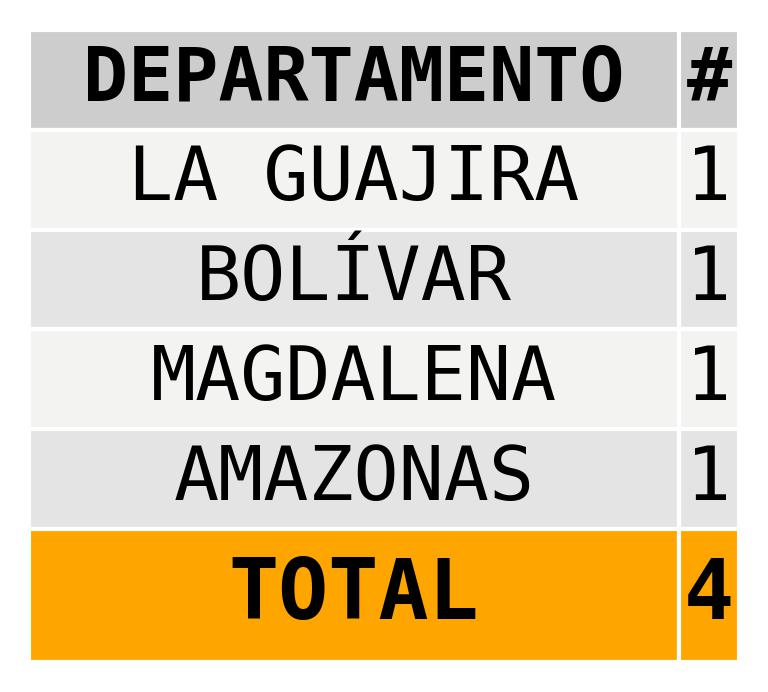 DEPARTAMENTO #
LA GUAJIRA 1
BOLÍVAR 1
MAGDALENA 1
AMAZONAS 1
TOTAL 4